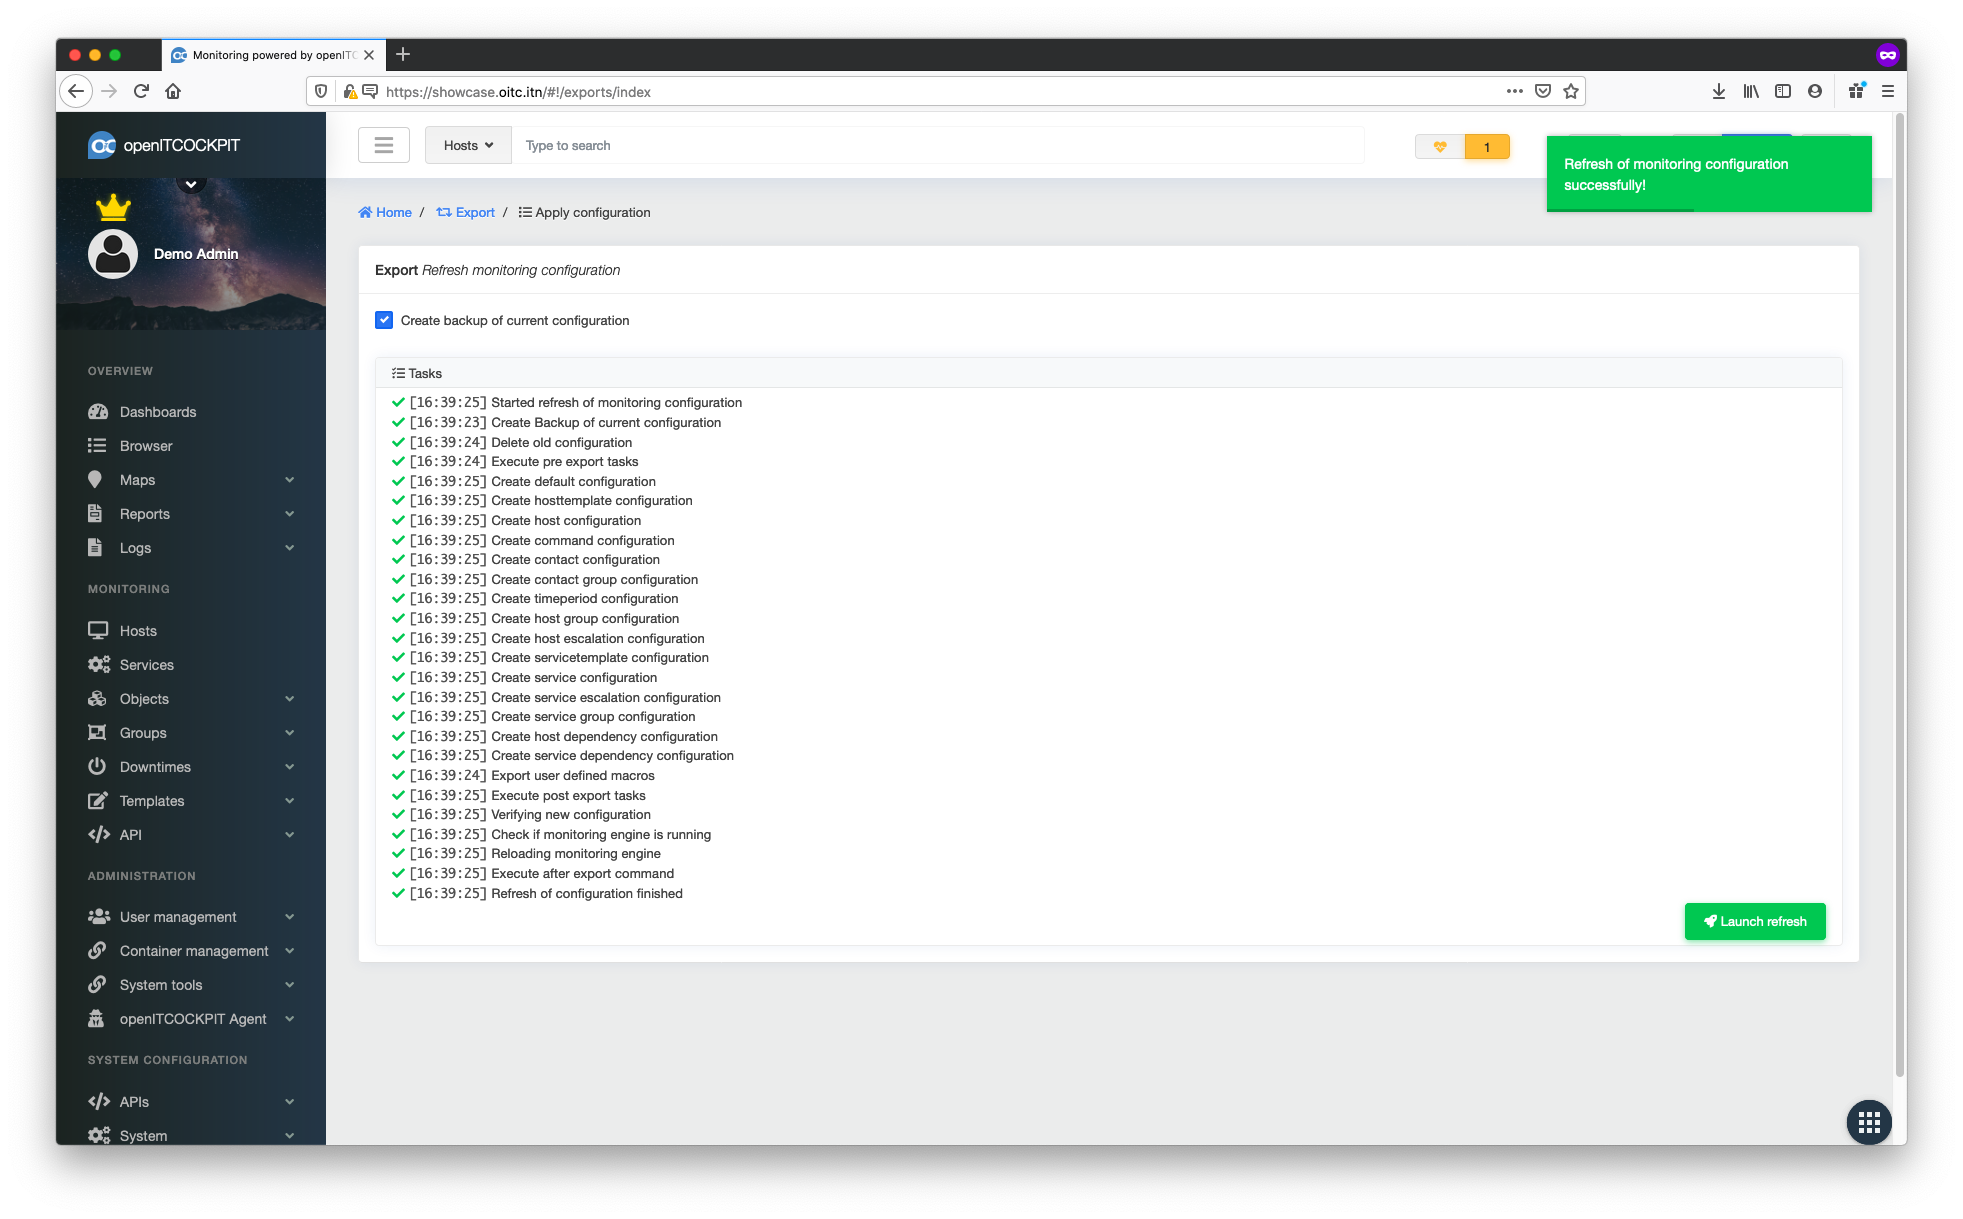 Monitoring powered by openITC
https://showcase.oitc.itn/#!/exports/index
openITCOCKPIT
Hosts
Type to search
1
Refresh of monitoring configuration
successfully!
Demo Admin
Home / Export / Apply configuration
Export Refresh monitoring configuration
Create backup of current configuration
Tasks
[16:39:25] Started refresh of monitoring configuration
[16:39:23] Create Backup of current configuration
[16:39:24] Delete old configuration
[16:39:24] Execute pre export tasks
[16:39:25] Create default configuration
[16:39:25] Create hosttemplate configuration
[16:39:25] Create host configuration
[16:39:25] Create command configuration
[16:39:25] Create contact configuration
[16:39:25] Create contact group configuration
[16:39:25] Create timeperiod configuration
[16:39:25] Create host group configuration
[16:39:25] Create host escalation configuration
[16:39:25] Create servicetemplate configuration
[16:39:25] Create service configuration
[16:39:25] Create service escalation configuration
[16:39:25] Create service group configuration
[16:39:25] Create host dependency configuration
[16:39:25] Create service dependency configuration
[16:39:24] Export user defined macros
[16:39:25] Execute post export tasks
[16:39:25] Verifying new configuration
[16:39:25] Check if monitoring engine is running
[16:39:25] Reloading monitoring engine
[16:39:25] Execute after export command
[16:39:25] Refresh of configuration finished
Launch refresh
OVERVIEW
Dashboards
Browser
Maps
Reports
Logs
MONITORING
Hosts
Services
Objects
Groups
Downtimes
Templates
API
ADMINISTRATION
User management
Container management
System tools
openITCOCKPIT Agent
SYSTEM CONFIGURATION
APIs
System